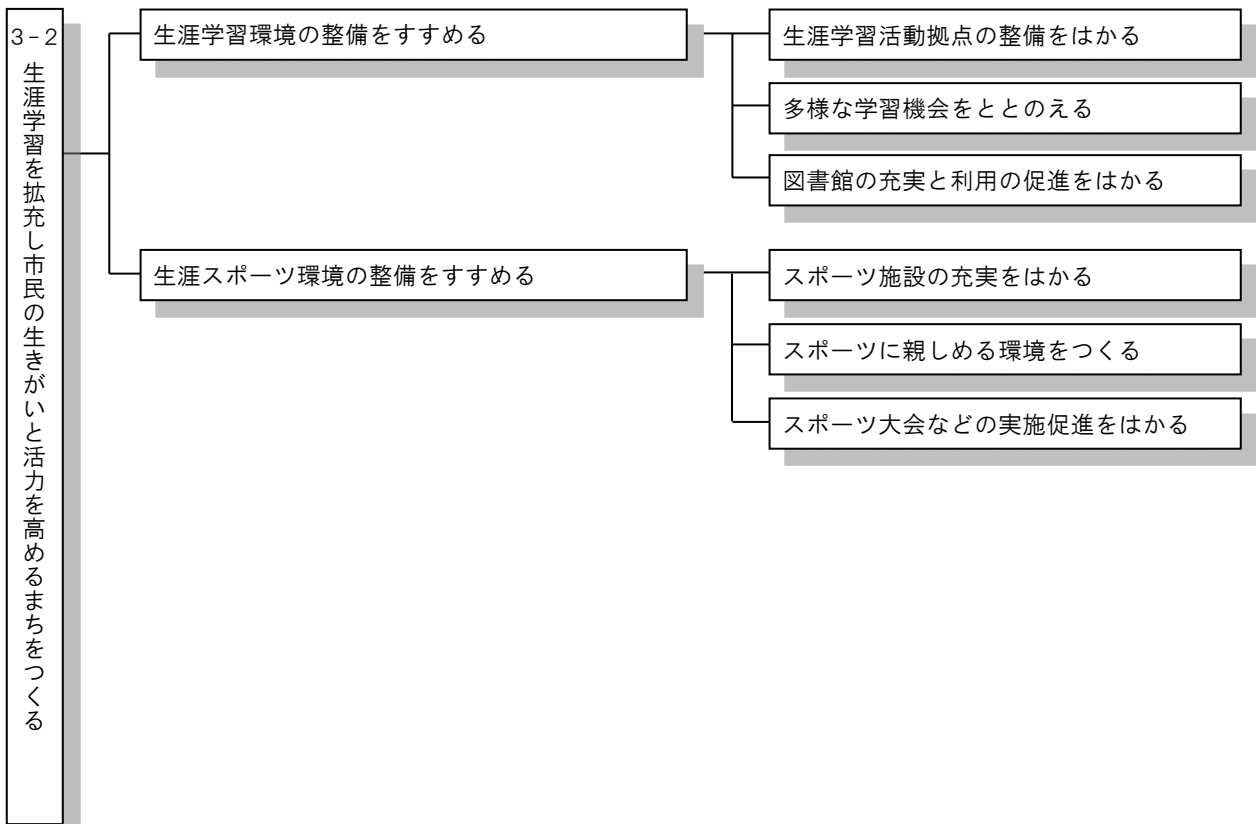 3-2
生涯学習を拡充し市民の生きがいと活力を高めるまちをつくる
生涯学習環境の整備をすすめる
生涯学習活動拠点の整備をはかる
多様な学習機会をととのえる
図書館の充実と利用の促進をはかる
生涯スポーツ環境の整備をすすめる
スポーツ施設の充実をはかる
スポーツに親しめる環境をつくる
スポーツ大会などの実施促進をはかる